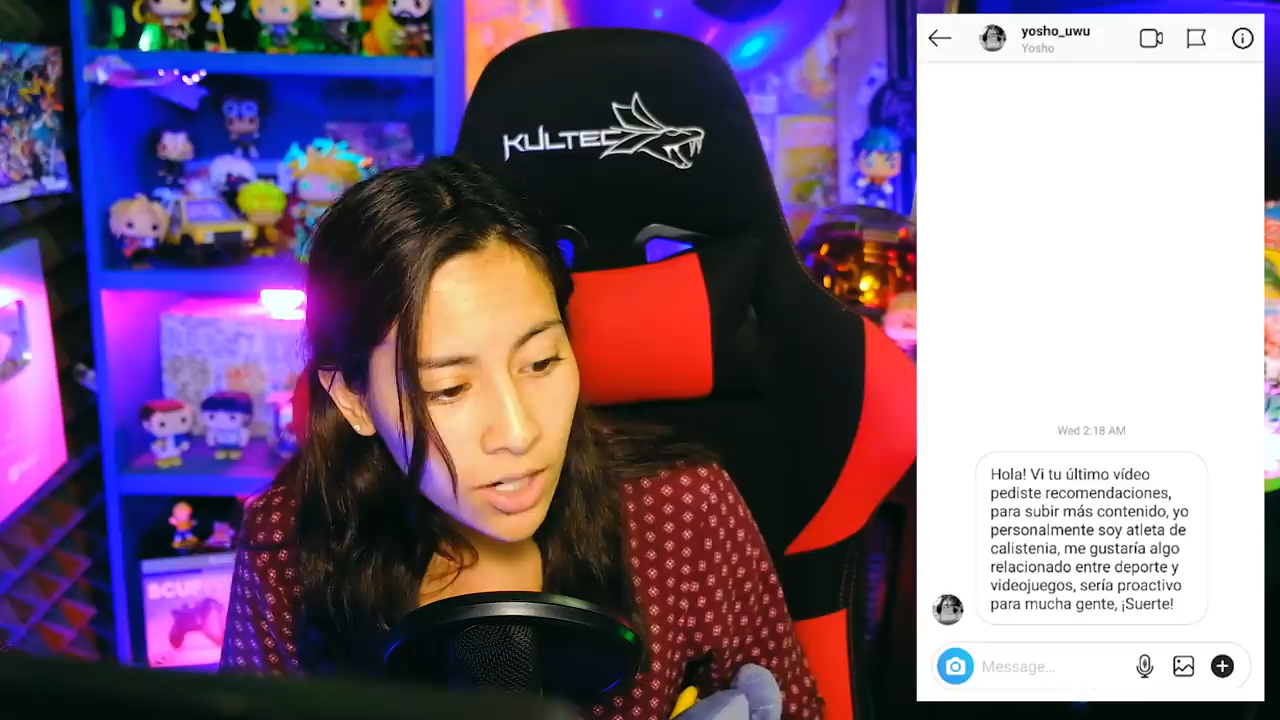 KULTEC
SCUF
yosho_uwu
Yosho
Wed 2:18 AM
Hola! Vi tu último vídeo
pediste recomendaciones,
para subir más contenido, yo
personalmente soy atleta de
calistenia, me gustaría algo
relacionado entre deporte y
videojuegos, sería proactivo
para mucha gente, ¡Suerte!
Message...